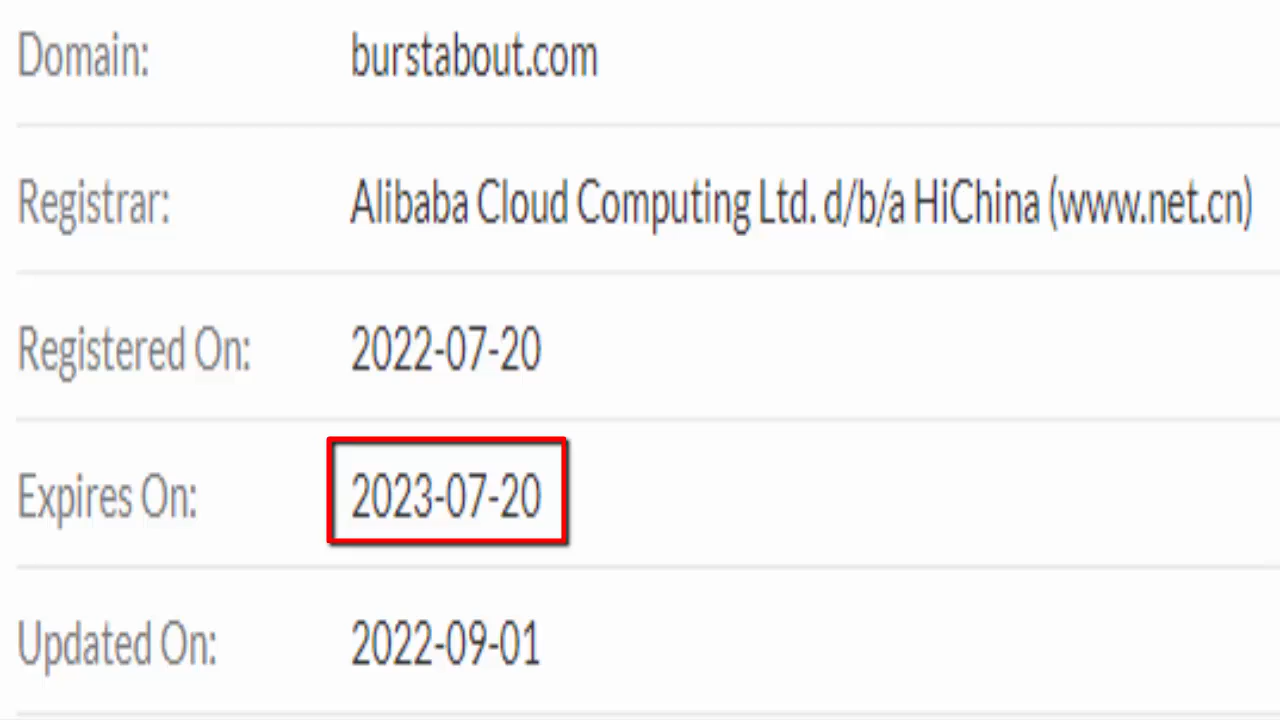 Domain: burstabout.com
Registrar: Alibaba Cloud Computing Ltd. d/b/a HiChina (www.net.cn)
Registered On: 2022-07-20
Expires On: 2023-07-20
Updated On: 2022-09-01